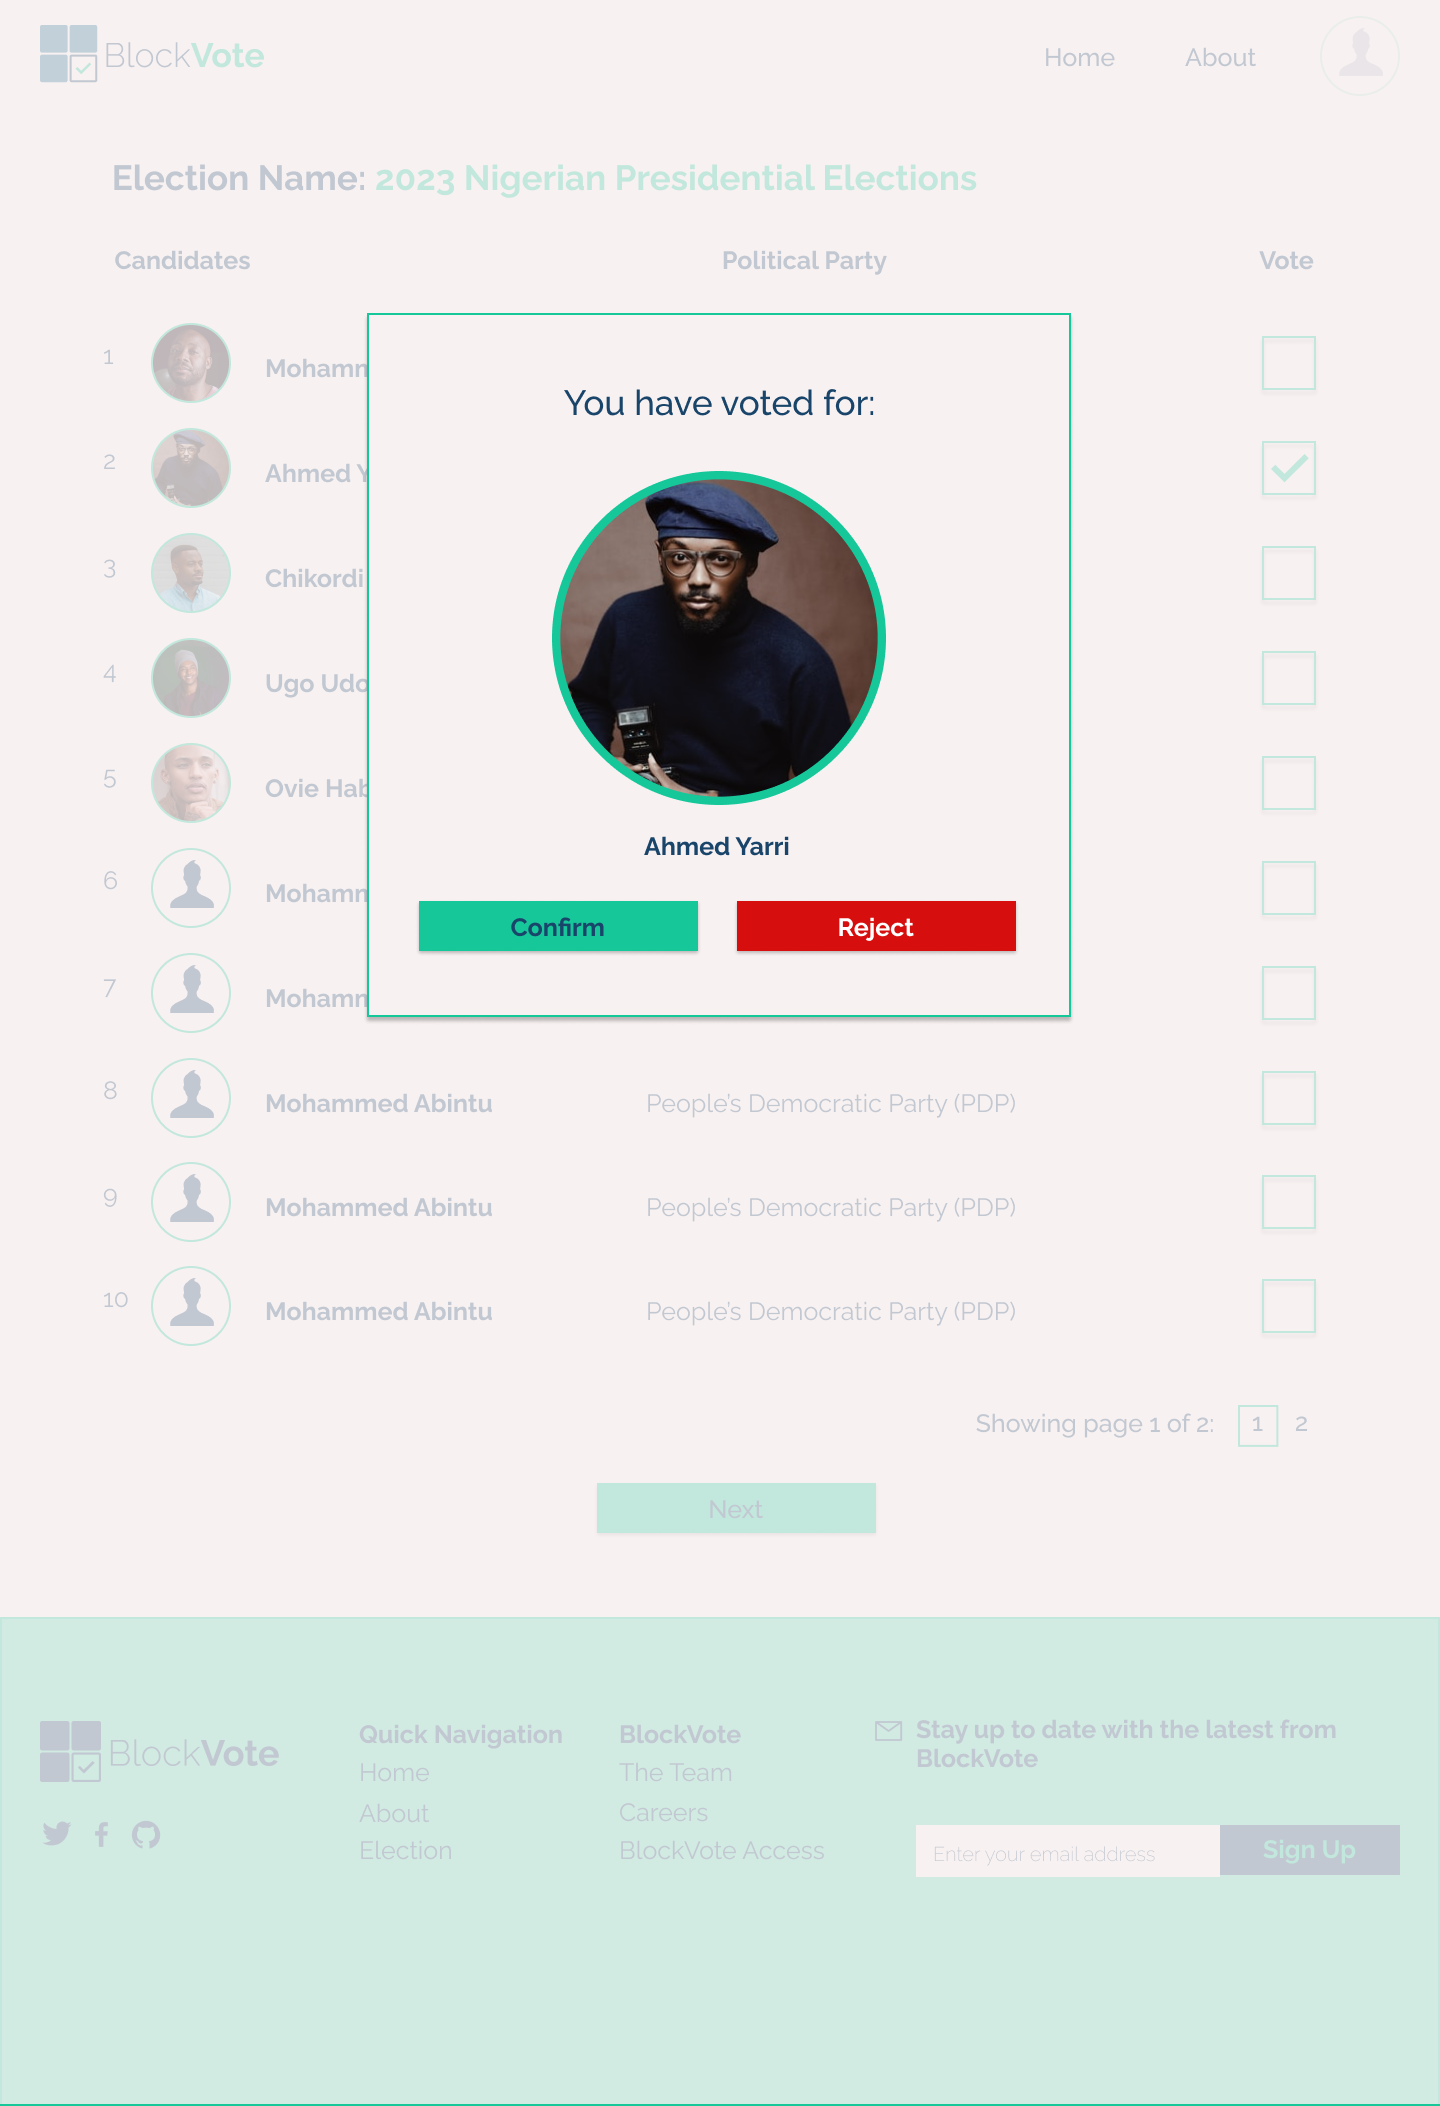 BlockVote
Home
About
Election Name: 2023 Nigerian Presidential Elections
Candidates
Political Party
Vote
1
Mohamm
2
Ahmed Y
3
Chikordi
4
Ugo Udo
5
Ovie Hab
6
Mohamm
7
Mohamm
You have voted for:
Ahmed Yarri
Confirm
Reject
8
Mohammed Abintu
People's Democratic Party (PDP)
9
Mohammed Abintu
People's Democratic Party (PDP)
10
Mohammed Abintu
People's Democratic Party (PDP)
Showing page 1 of 2:
1
2
Next
BlockVote
Quick Navigation
Home
About
Election
BlockVote
The Team
Careers
BlockVote Access
Stay up to date with the latest from
BlockVote
Enter your email address
Sign Up